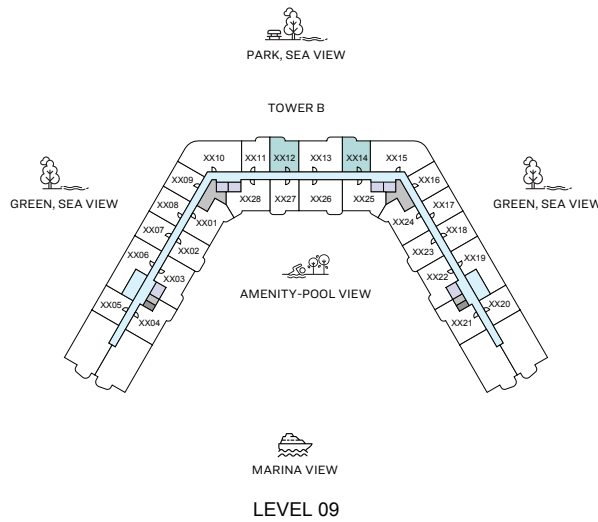 PARK, SEA VIEW
TOWER B
XX10 XX11 XX12 XX13 XX14 XX15
XX09 XX16
GREEN, SEA VIEW
GREEN, SEA VIEW
XX08 XX28 XX27 XX26 XX25 XX17
XX07 XX01 XX24 XX18
XX06 XX02 XX23 XX19
XX03 XX22
AMENITY-POOL VIEW
XX05 XX04 XX21 XX20
MARINA VIEW
LEVEL 09